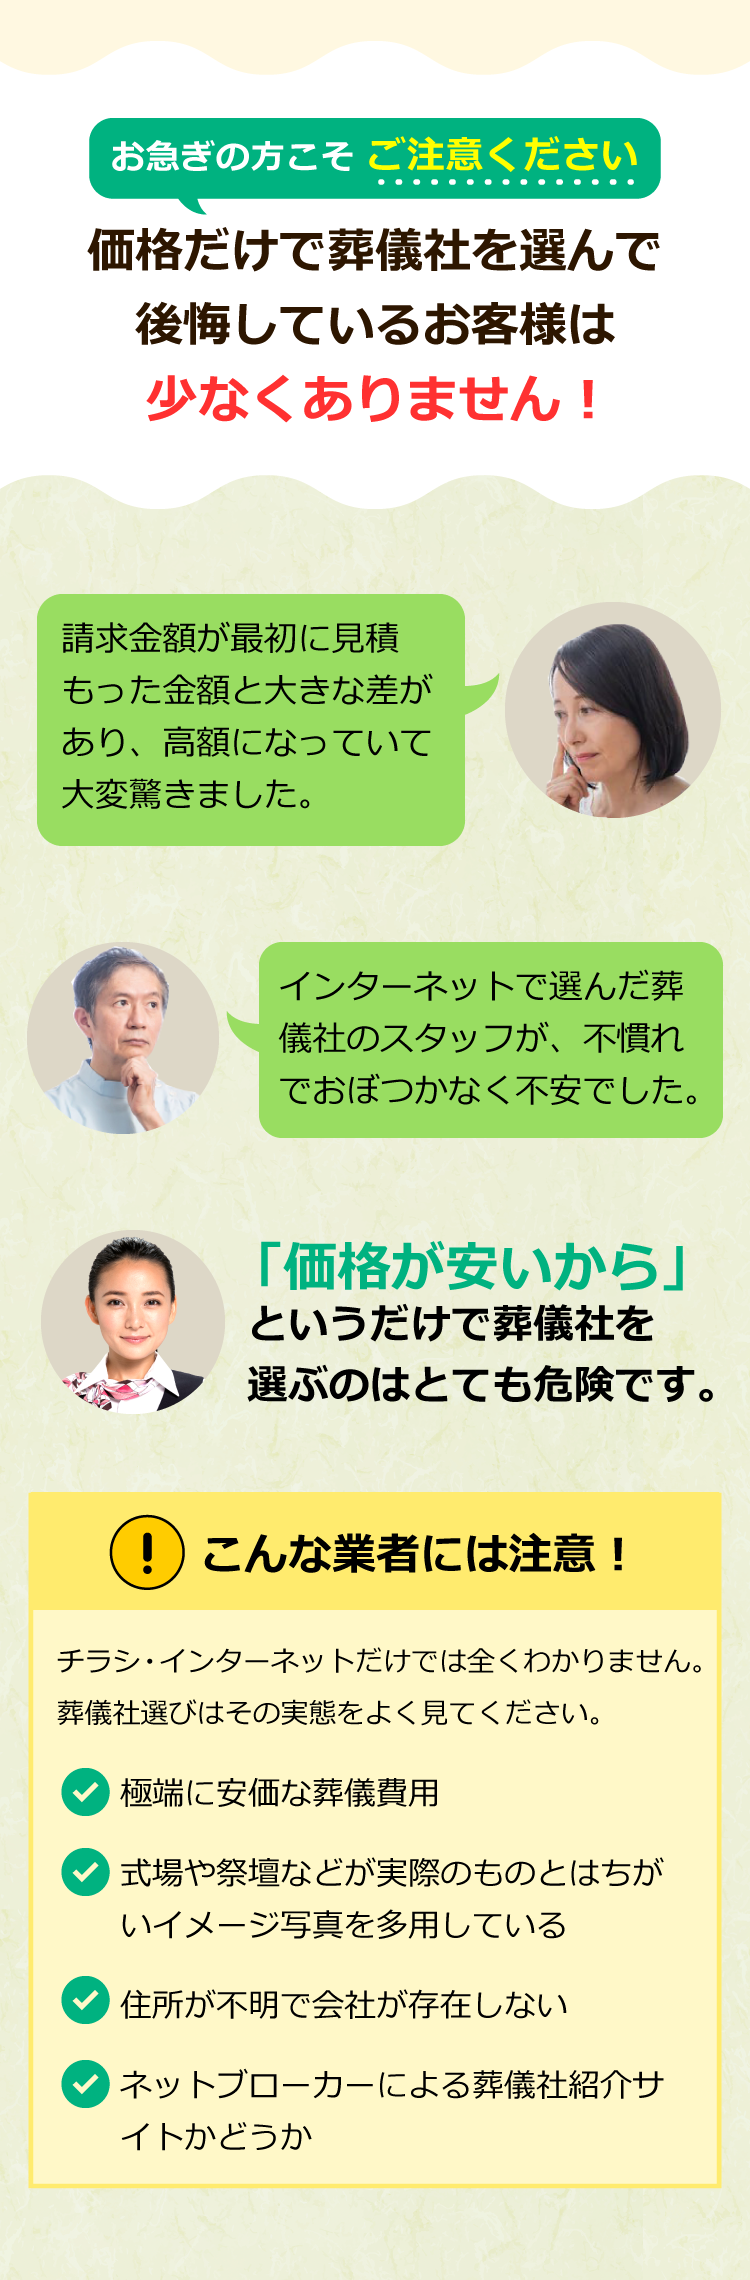 お急ぎの方こそ ご注意ください
価格だけで葬儀社を選んで
後悔しているお客様は
少なくありません！
請求金額が最初に見積
もった金額と大きな差が
あり、高額になっていて
大変驚きました。
インターネットで選んだ葬
儀社のスタッフが、不慣れ
でおぼつかなく不安でした。
「価格が安いから」
というだけで葬儀社を
選ぶのはとても危険です。
こんな業者には注意！
チラシ・インターネットだけでは全くわかりません。
葬儀社選びはその実態をよく見てください。
極端に安価な葬儀費用
式場や祭壇などが実際のものとはちが
いイメージ写真を多用している
住所が不明で会社が存在しない
ネットブローカーによる葬儀社紹介サ
イトかどうか